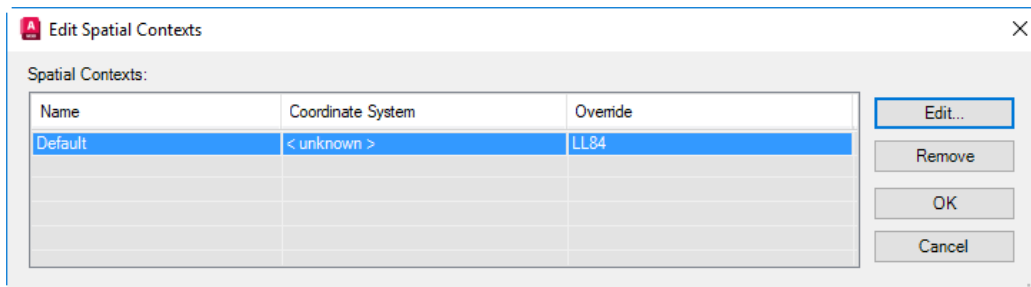 Edit Spatial Contexts
Spatial Contexts:
Name Coordinate System Override
Default < unknown > LL84
Edit...
Remove
OK
Cancel